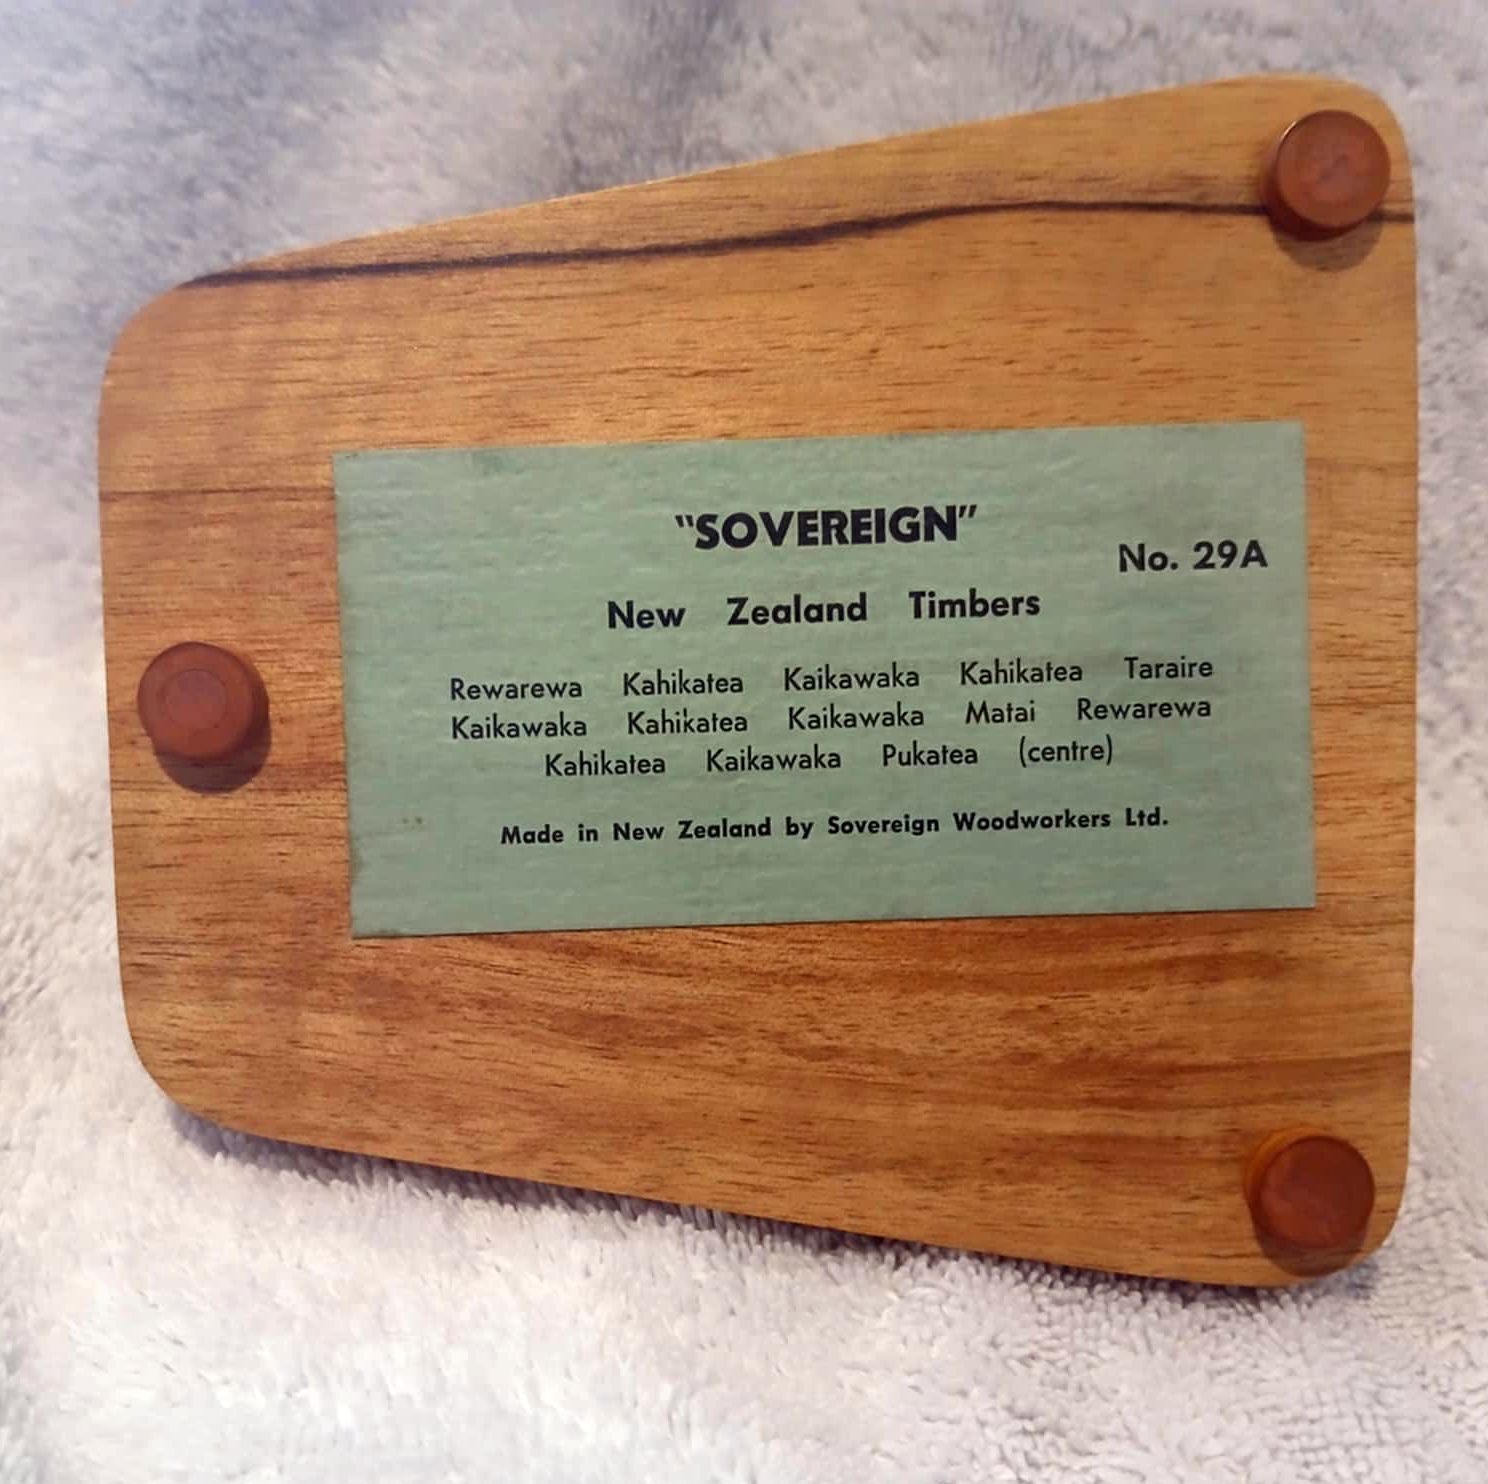 "SOVEREIGN"
No. 29A
New Zealand Timbers
Rewarewa Kahikatea Kaikawaka Kahikatea Taraire
Kaikawaka Kahikatea Kaikawaka Matai Rewarewa
Kahikatea Kaikawaka Pukatea (centre)
Made in New Zealand by Sovereign Woodworkers Ltd.